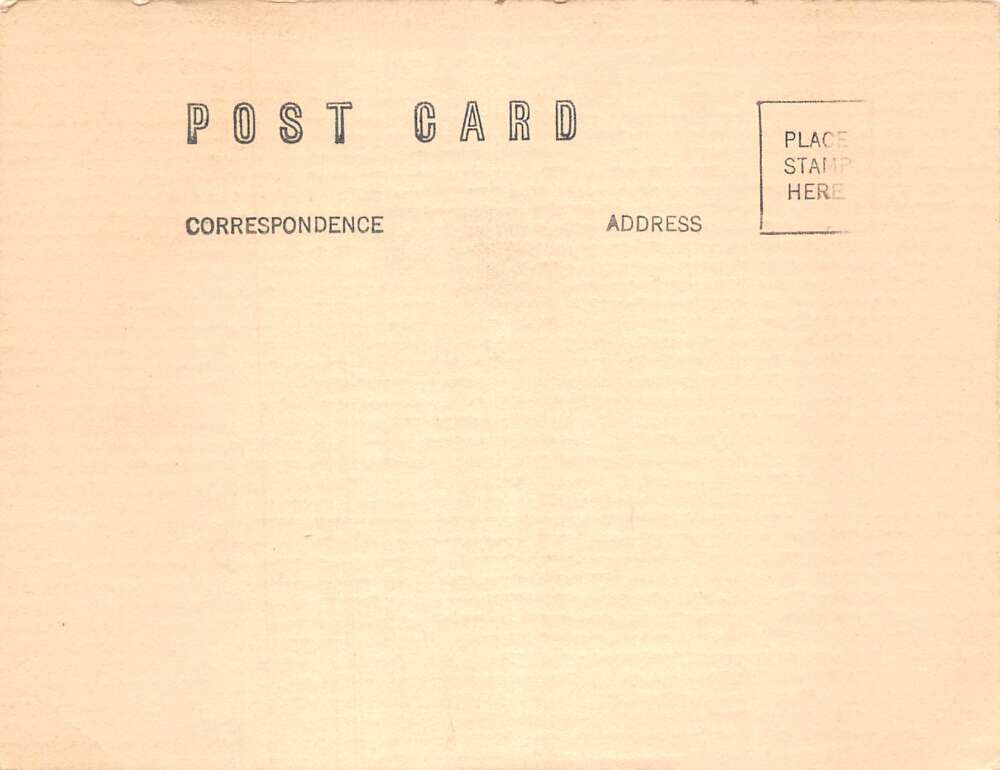 POST CARD
PLACE
STAMP
HERE
CORRESPONDENCE
ADDRESS